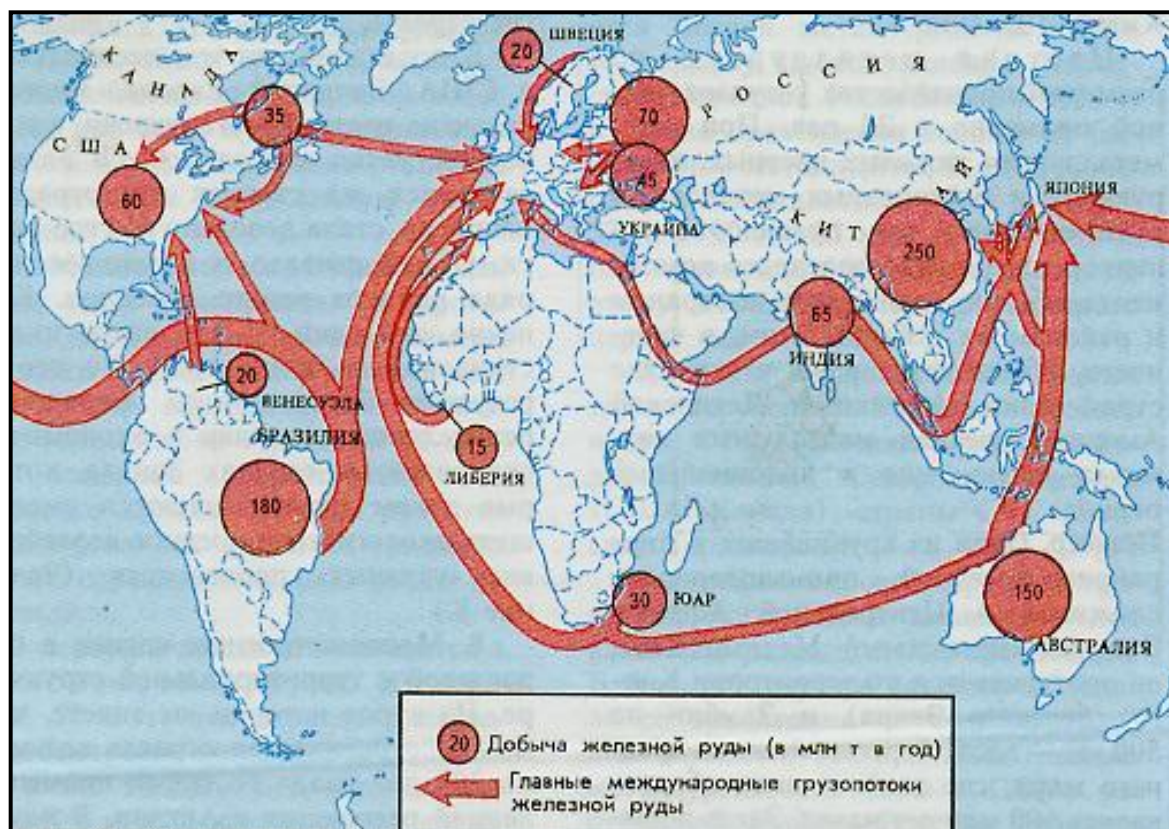 ШВЕЦИЯ
20
КАНАДА
35
РОССИЯ
70
США
60
45
УКРАИНА
КИТАЙ
250
ЯПОНИЯ
65
ИНДИЯ
20
ВЕНЕСУЭЛА
БРАЗИЛИЯ
180
15
ЛИБЕРИЯ
30
ЮАР
150
АВСТРАЛИЯ
20 Добыча железной руды (в млн т в год)
Главные международные грузопотоки
железной руды